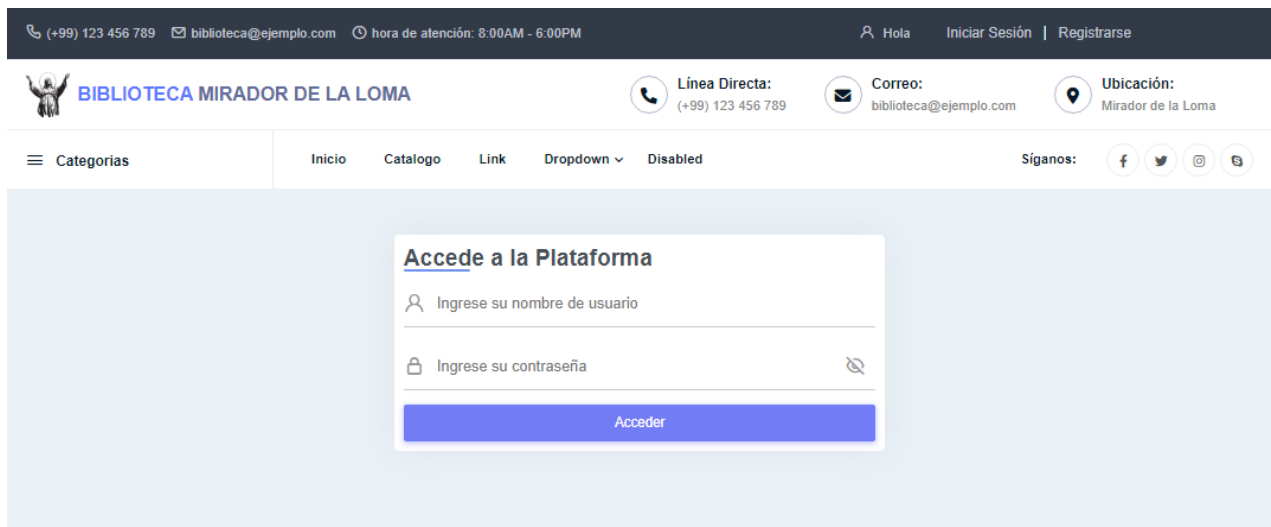 (+99) 123 456 789 biblioteca@ejemplo.com hora de atención: 8:00AM - 6:00PM Hola Iniciar Sesión | Registrarse
BIBLIOTECA MIRADOR DE LA LOMA
Línea Directa:
(+99) 123 456 789
Correo:
biblioteca@ejemplo.com
Ubicación:
Mirador de la Loma
Categorias Inicio Catalogo Link Dropdown Disabled Síganos:
Accede a la Plataforma
Ingrese su nombre de usuario
Ingrese su contraseña
Acceder